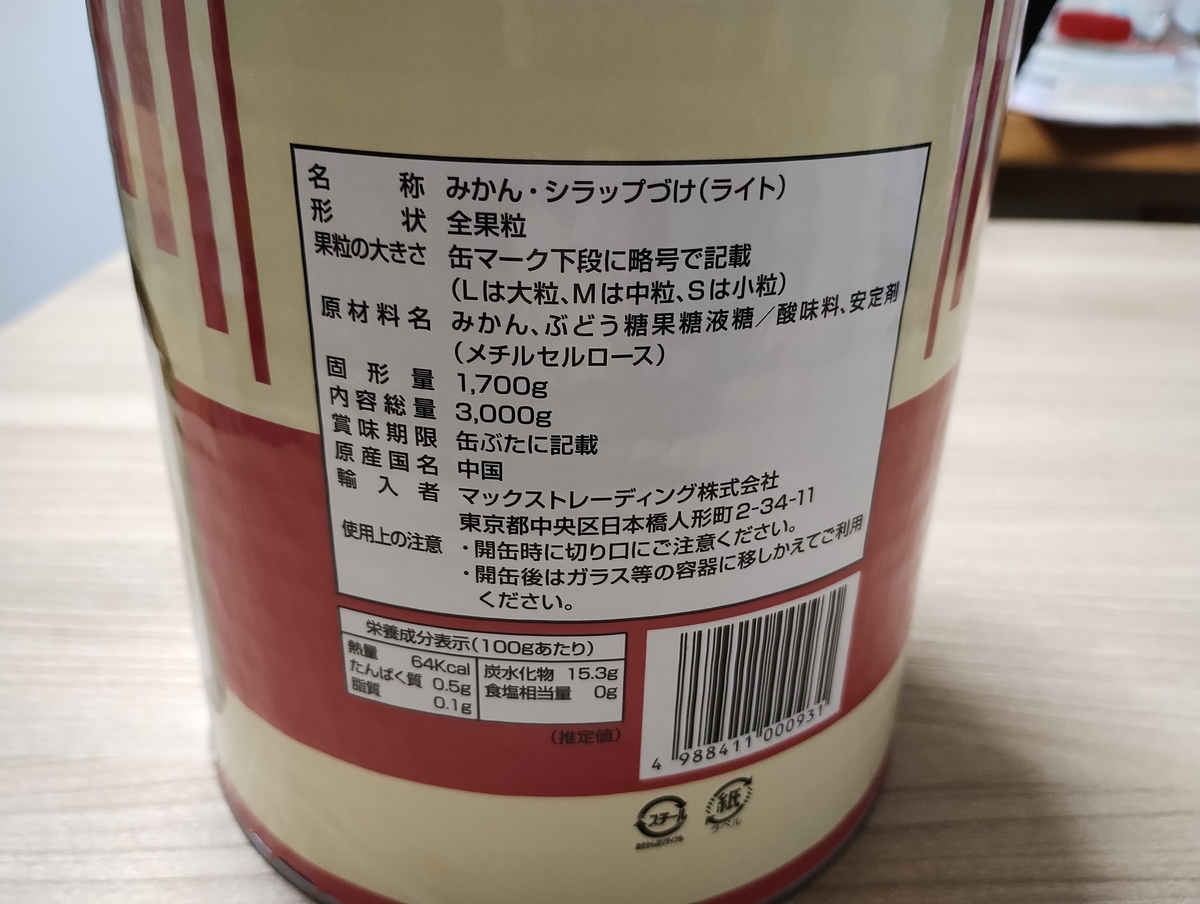 名称 みかん・シラップづけ(ライト)
形状 全果粒
果粒の大きさ 缶マーク下段に略号で記載
(Lは大粒、Mは中粒、Sは小粒)
原材料名 みかん、ぶどう糖果糖液糖／酸味料、安定剤
(メチルセルロース)
固形量 1,700g
内容総量 3,000g
賞味期限 缶ぶたに記載
原産国名 中国
輸入者 マックストレーディング株式会社
東京都中央区日本橋人形町2-34-11
使用上の注意 ・開缶時に切り口にご注意ください。
・開缶後はガラス等の容器に移しかえてご利用
ください。
栄養成分表示(100gあたり)
熱量 64Kcal 炭水化物 15.3g
たんぱく質 0.5g 食塩相当量 0g
脂質 0.1g
(推定値)
4 988411 000931
スチール
紙
ラベル